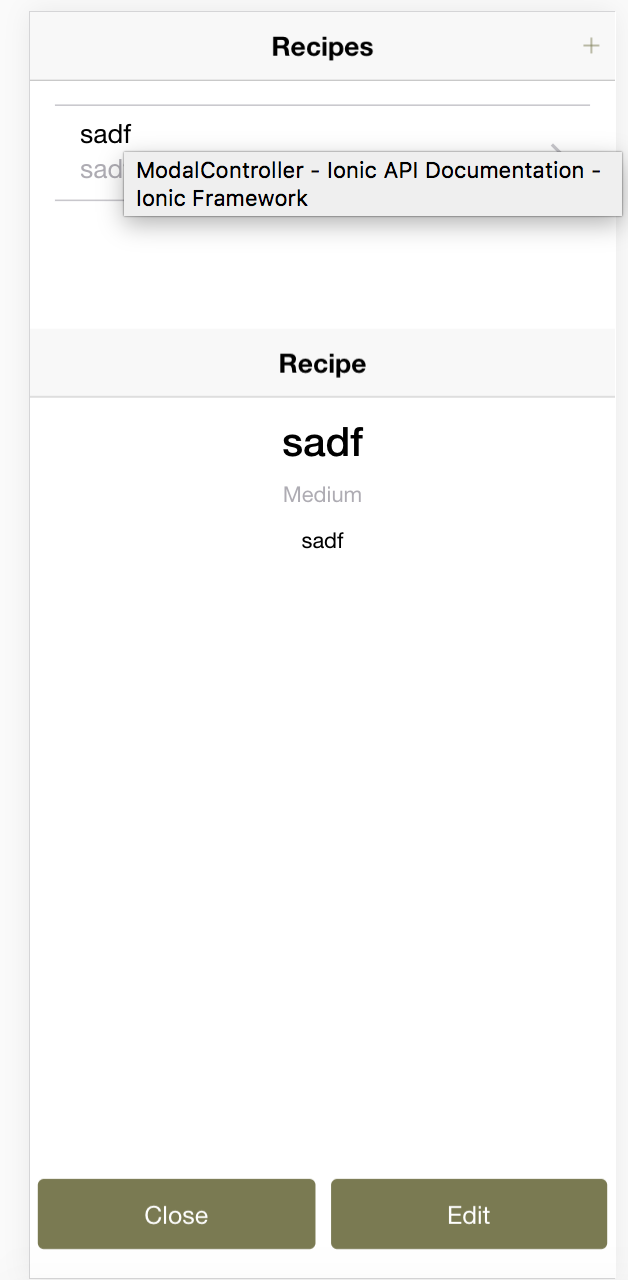 Recipes +
sadf
sad
ModalController - Ionic API Documentation -
Ionic Framework
Recipe
sadf
Medium
sadf
Close Edit